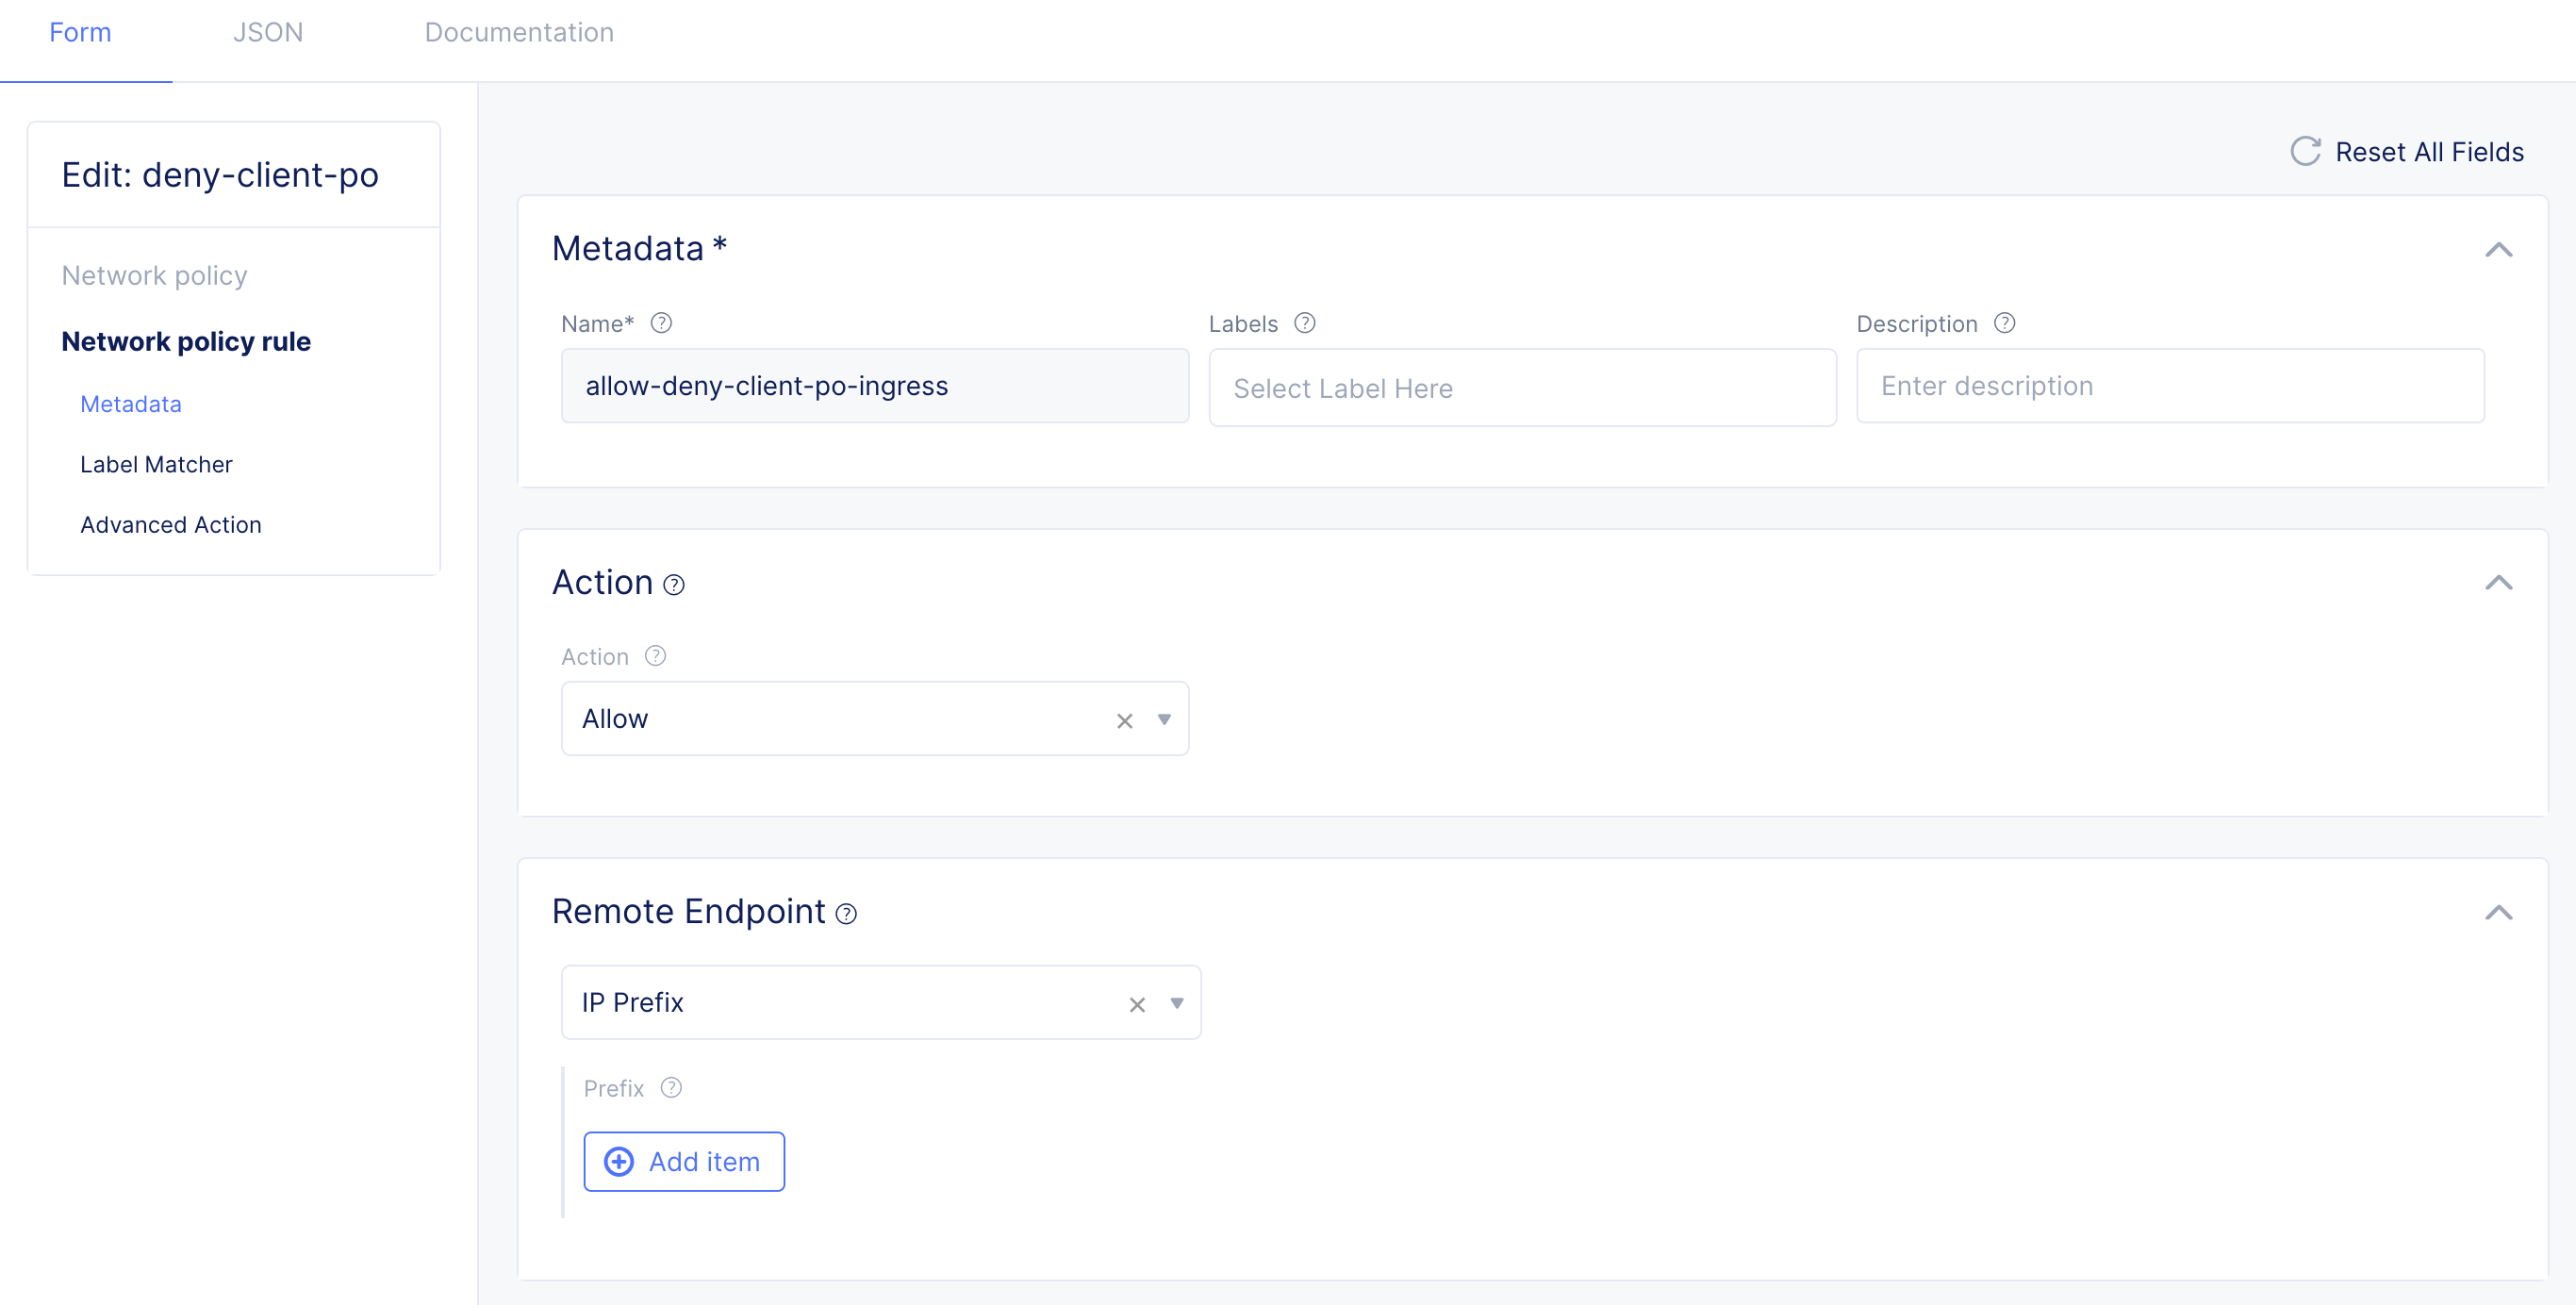 Form
JSON
Documentation
Edit: deny-client-po
Network policy
Network policy rule
Metadata
Label Matcher
Advanced Action
Reset All Fields
Metadata *
Name*
Labels
Description
allow-deny-client-po-ingress
Select Label Here
Enter description
Action
Action
Allow
Remote Endpoint
IP Prefix
Prefix
Add item